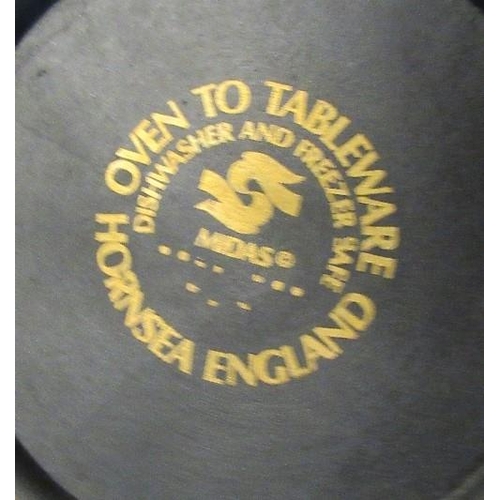 OVEN TO TABLEWARE
DISHWASHER AND FREEZER SAFE
MIDAS®
HORNSEA ENGLAND